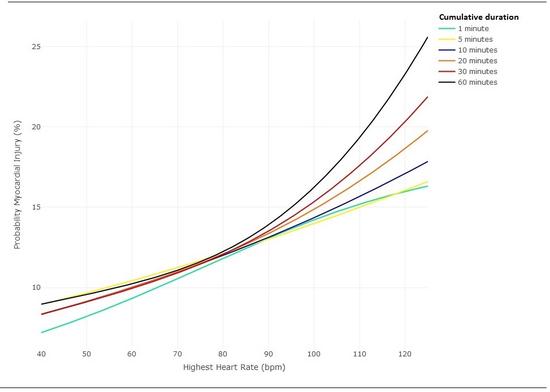 Cumulative duration
1 minute
5 minutes
10 minutes
20 minutes
30 minutes
60 minutes
25
20
15
10
Probability Myocardial Injury (%)
40 50 60 70 80 90 100 110 120
Highest Heart Rate (bpm)